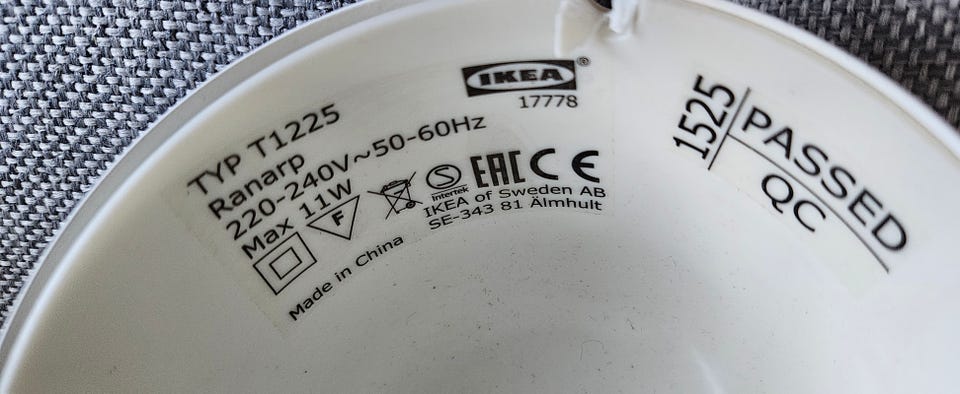 TYP T1225
Ranarp
220-240V~50-60Hz
Max 11W
F
Made in China
IKEA®
17778
S
Intertek
EAC CE
IKEA of Sweden AB
SE-343 81 Älmhult
1525
PASSED
QC